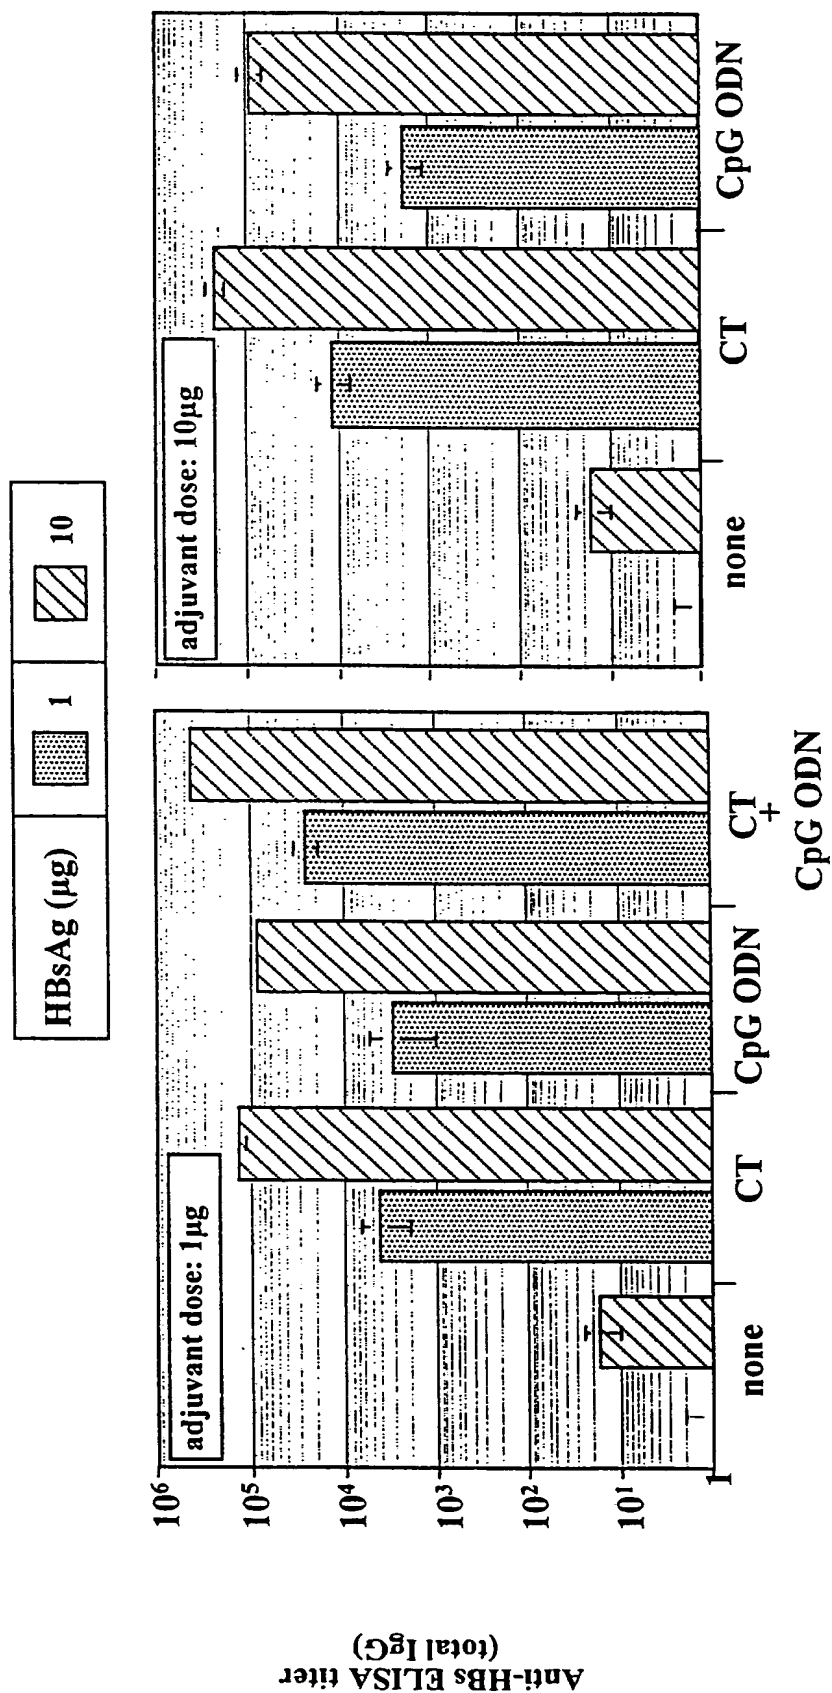 HBsAg (µg)
1
10
adjuvant dose: 1µg
adjuvant dose: 10µg
Anti-HBs ELISA titer
(total IgG)
10⁶
10⁵
10⁴
10³
10²
10¹
1
none
CT
CpG ODN
CT
+
CpG ODN
none
CT
CpG ODN